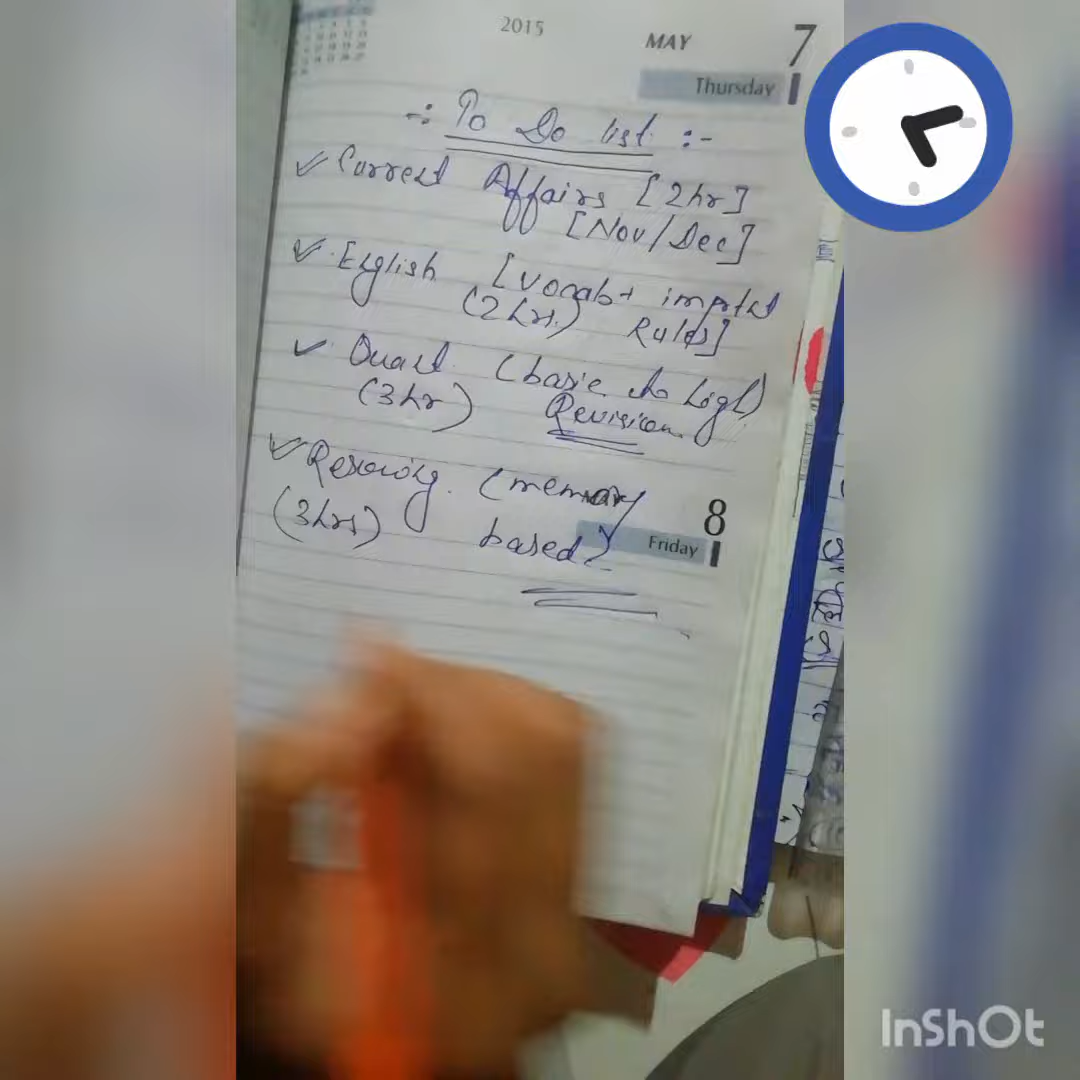 2015 MAY 7
Thursday
-: To Do list :-
✓ Current Affairs [2hr]
[Nov/Dec]
✓ English [Vocab+ imptnt
(2hrs.) Rules]
✓ Quant (basic to high)
(3hr) Revision
✓ Resoning. (memory
(3hrs) based)
8
Friday
InShOt